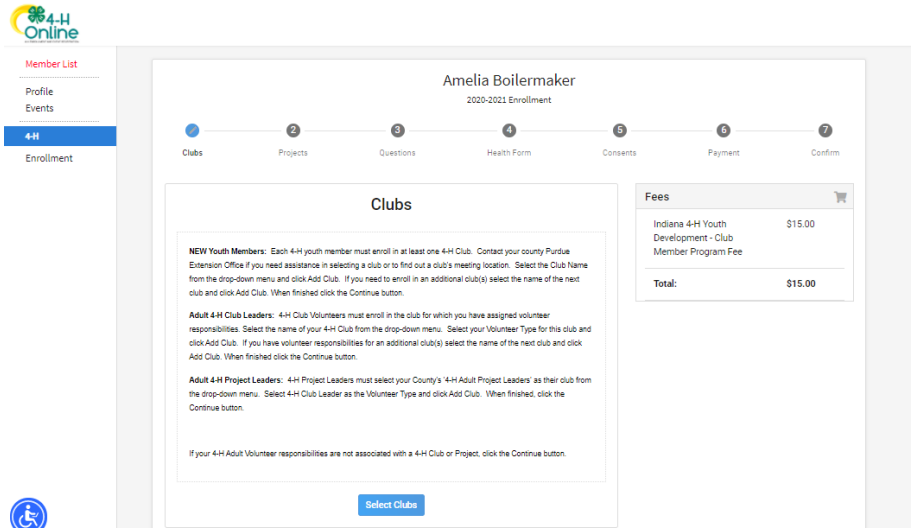 4-H
Online
Member List
Profile
Events
4-H
Enrollment
Amelia Boilermaker
2020-2021 Enrollment
2 3 4 5 6 7
Clubs Projects Questions Health Form Consents Payment Confirm
Clubs
NEW Youth Members: Each 4-H youth member must enroll in at least one 4-H Club. Contact your county Purdue
Extension Office if you need assistance in selecting a club or to find out a club's meeting location. Select the Club Name
from the drop-down menu and click Add Club. If you need to enroll in an additional club(s) select the name of the next
club and click Add Club. When finished click the Continue button.
Adult 4-H Club Leaders: 4-H Club Volunteers must enroll in the club for which you have assigned volunteer
responsibilities. Select the name of your 4-H Club from the drop-down menu. Select your Volunteer Type for this club and
click Add Club. If you have volunteer responsibilities for an additional club(s) select the name of the next club and click
Add Club. When finished click the Continue button.
Adult 4-H Project Leaders: 4-H Project Leaders must select your County's '4-H Adult Project Leaders' as their club from
the drop-down menu. Select 4-H Club Leader as the Volunteer Type and click Add Club. When finished, click the
Continue button.
If your 4-H Adult Volunteer responsibilities are not associated with a 4-H Club or Project, click the Continue button.
Select Clubs
Fees
Indiana 4-H Youth $15.00
Development - Club
Member Program Fee
Total: $15.00